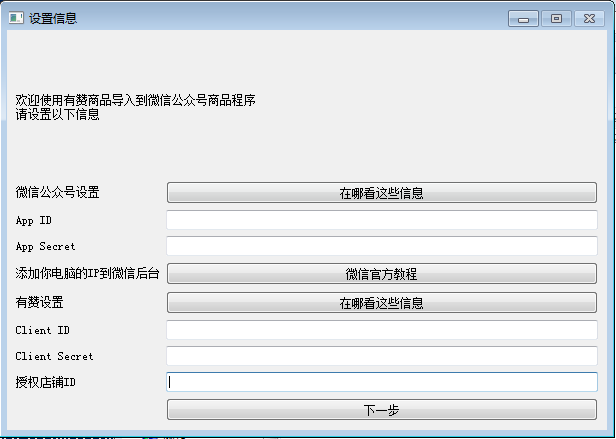 设置信息
欢迎使用有赞商品导入到微信公众号商品程序
请设置以下信息
微信公众号设置
在哪看这些信息
App ID
App Secret
添加你电脑的IP到微信后台
微信官方教程
有赞设置
在哪看这些信息
Client ID
Client Secret
授权店铺ID
下一步